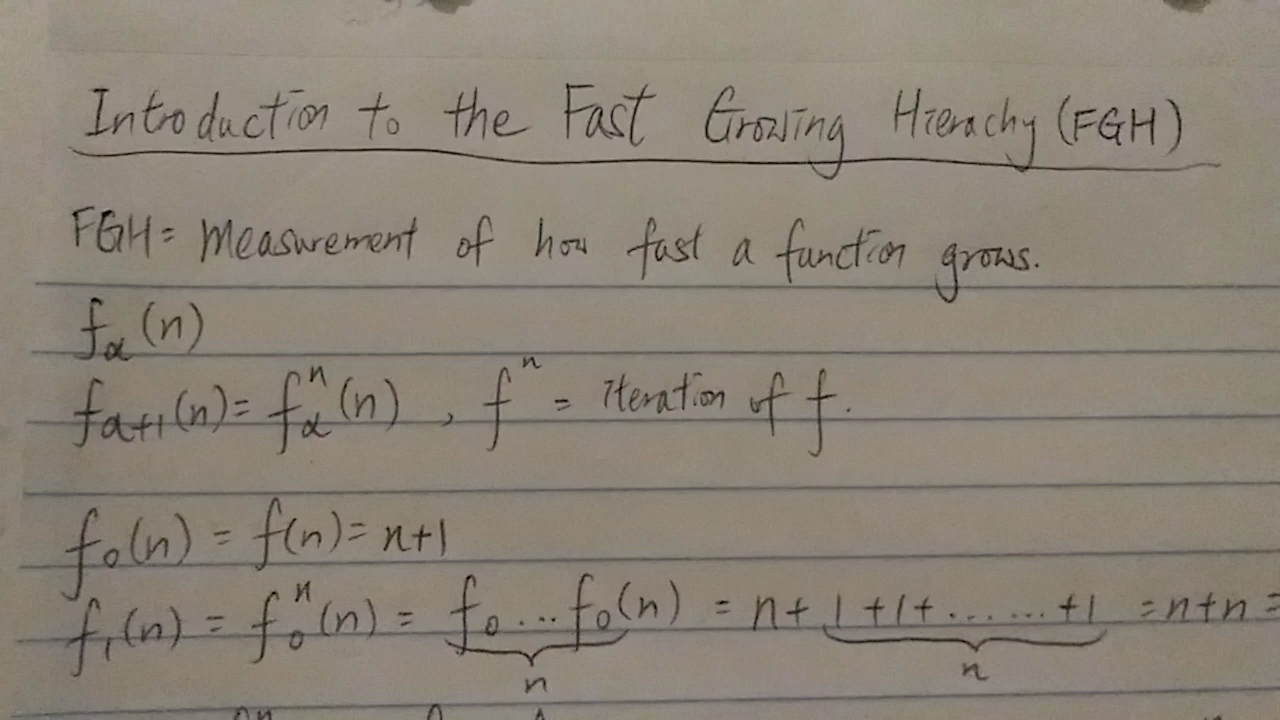 Introduction to the Fast Growing Hierachy (FGH)
FGH = Measurement of how fast a function grows.
fα(n)
fα+1(n) = fαⁿ(n) , fⁿ = iteration of f.
f₀(n) = f(n) = n+1
f₁(n) = f₀ⁿ(n) = f₀...f₀(n) = n + 1+1+......+1 = n+n =
n n